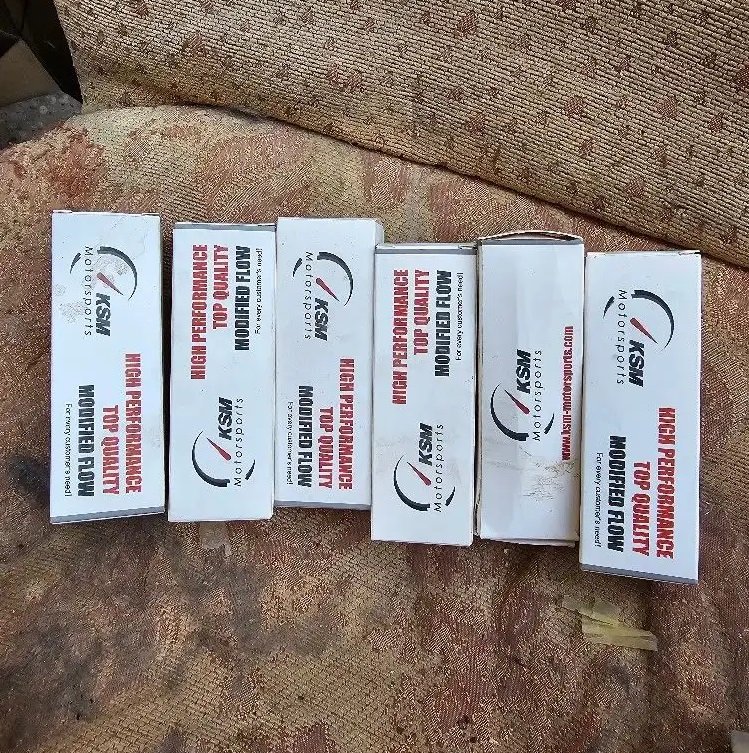 KSM
Motorsports
HIGH PERFORMANCE
TOP QUALITY
MODIFIED FLOW
For every customer's need!
HIGH PERFORMANCE
TOP QUALITY
MODIFIED FLOW
For every customer's need!
KSM
Motorsports
KSM
Motorsports
HIGH PERFORMANCE
TOP QUALITY
MODIFIED FLOW
For every customer's need!
HIGH PERFORMANCE
TOP QUALITY
MODIFIED FLOW
For every customer's need!
KSM
Motorsports
KSM
Motorsports
www.ksm-motorsports.com
KSM
Motorsports
HIGH PERFORMANCE
TOP QUALITY
MODIFIED FLOW
For every customer's need!